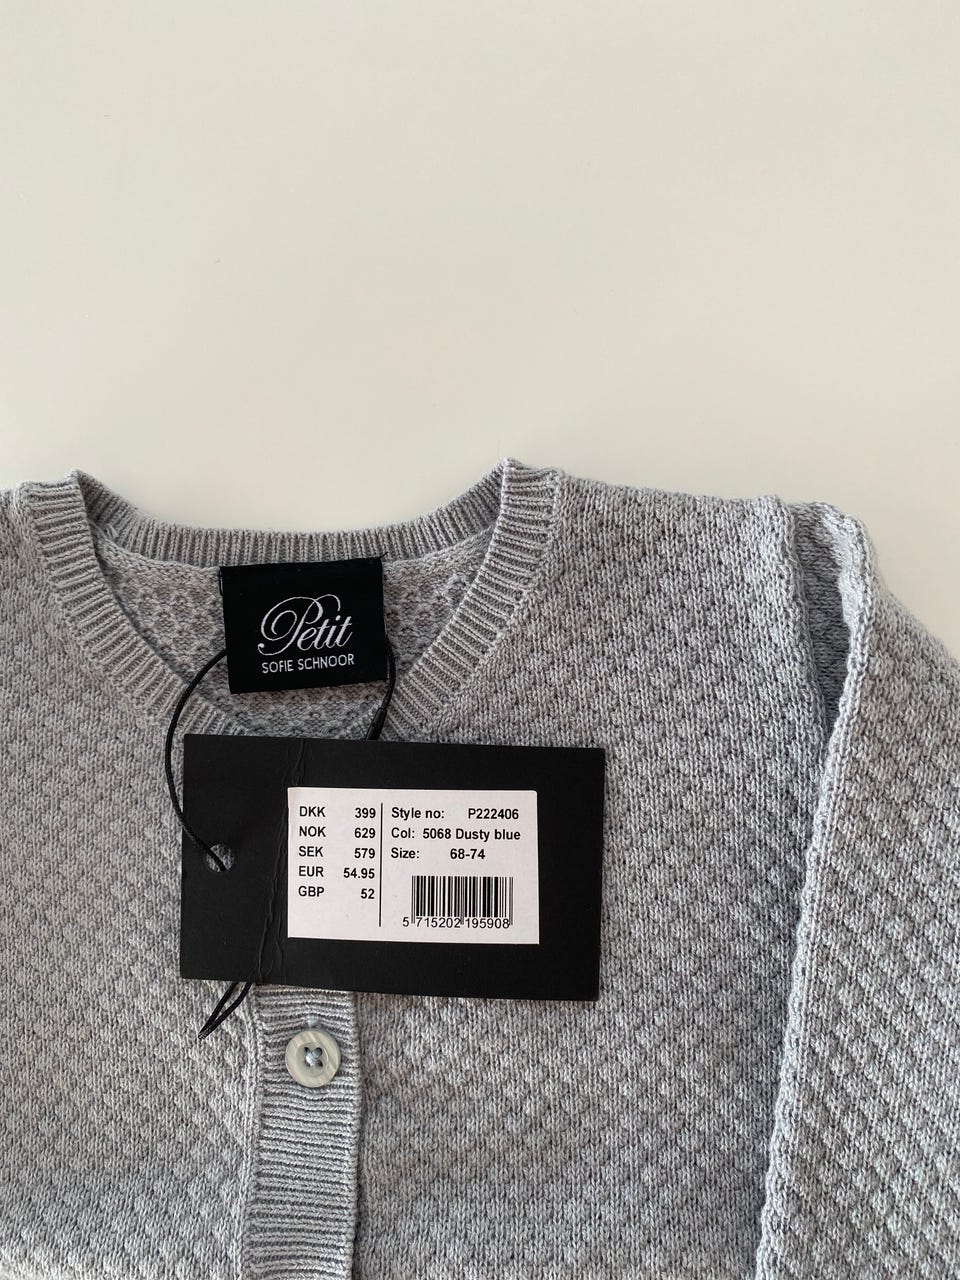 Petit
SOFIE SCHNOOR
DKK 399
NOK 629
SEK 579
EUR 54.95
GBP 52
Style no: P222406
Col: 5068 Dusty blue
Size: 68-74
5 715202 195908